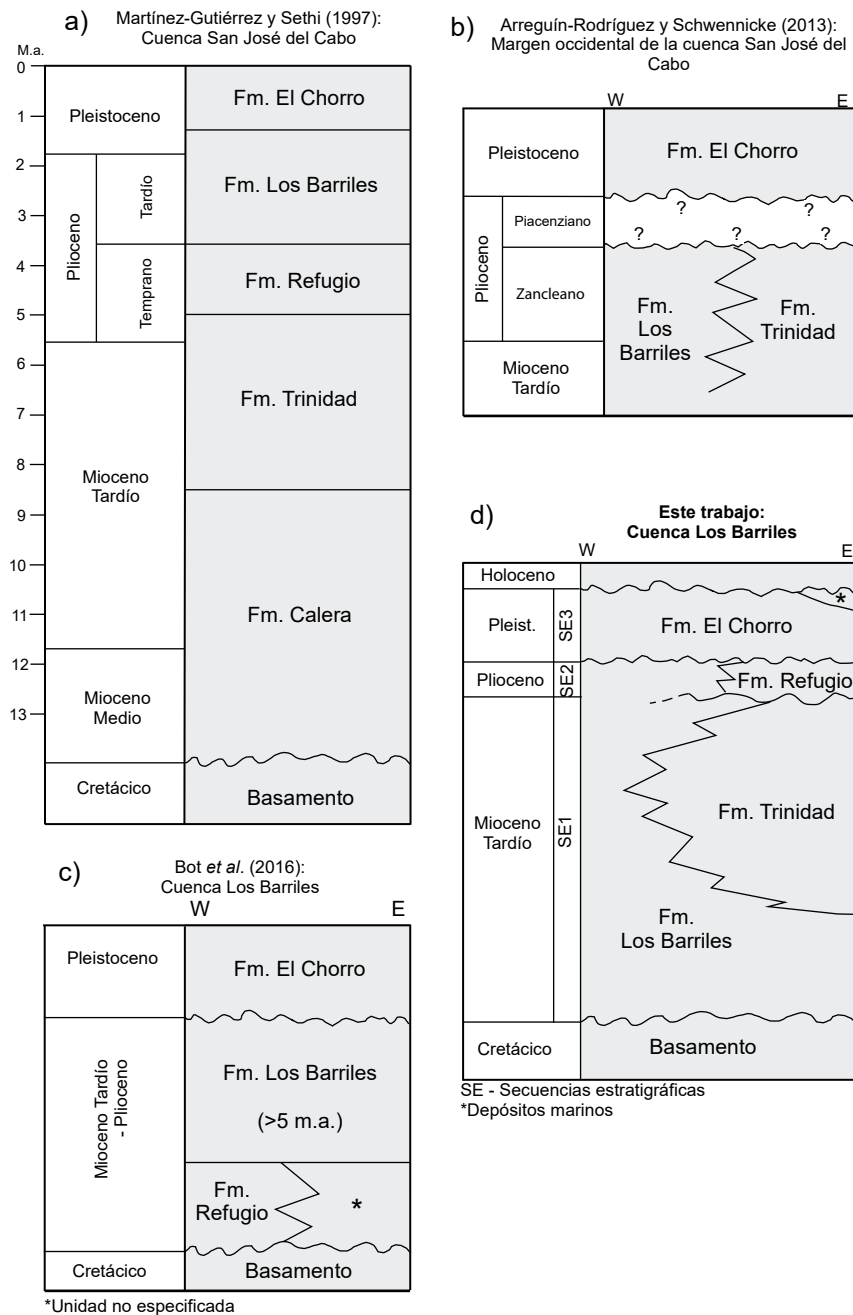 a)
Martínez-Gutiérrez y Sethi (1997):
Cuenca San José del Cabo
M.a.
0
1
2
3
4
5
6
7
8
9
10
11
12
13
Pleistoceno
Plioceno
Tardío
Temprano
Mioceno
Tardío
Mioceno
Medio
Cretácico
Fm. El Chorro
Fm. Los Barriles
Fm. Refugio
Fm. Trinidad
Fm. Calera
Basamento
b)
Arreguín-Rodríguez y Schwennicke (2013):
Margen occidental de la cuenca San José del
Cabo
W
E
Pleistoceno
Fm. El Chorro
Plioceno
Piacenziano
? ?
? ? ?
Zancleano
Fm.
Los
Barriles
Fm.
Trinidad
Mioceno
Tardío
c)
Bot et al. (2016):
Cuenca Los Barriles
W
E
Pleistoceno
Fm. El Chorro
Mioceno Tardío
- Plioceno
Fm. Los Barriles
(>5 m.a.)
Fm.
Refugio
*
Cretácico
Basamento
*Unidad no especificada
d)
Este trabajo:
Cuenca Los Barriles
W
E
Holoceno
*
Pleist.
SE3
Fm. El Chorro
Plioceno
SE2
Fm. Refugio
Mioceno
Tardío
SE1
Fm. Trinidad
Fm.
Los Barriles
Cretácico
Basamento
SE - Secuencias estratigráficas
*Depósitos marinos